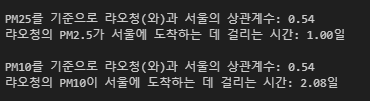 PM25를 기준으로 랴오청(와)과 서울의 상관계수: 0.54
랴오청의 PM2.5가 서울에 도착하는 데 걸리는 시간: 1.00일
PM10를 기준으로 랴오청(와)과 서울의 상관계수: 0.54
랴오청의 PM10이 서울에 도착하는 데 걸리는 시간: 2.08일